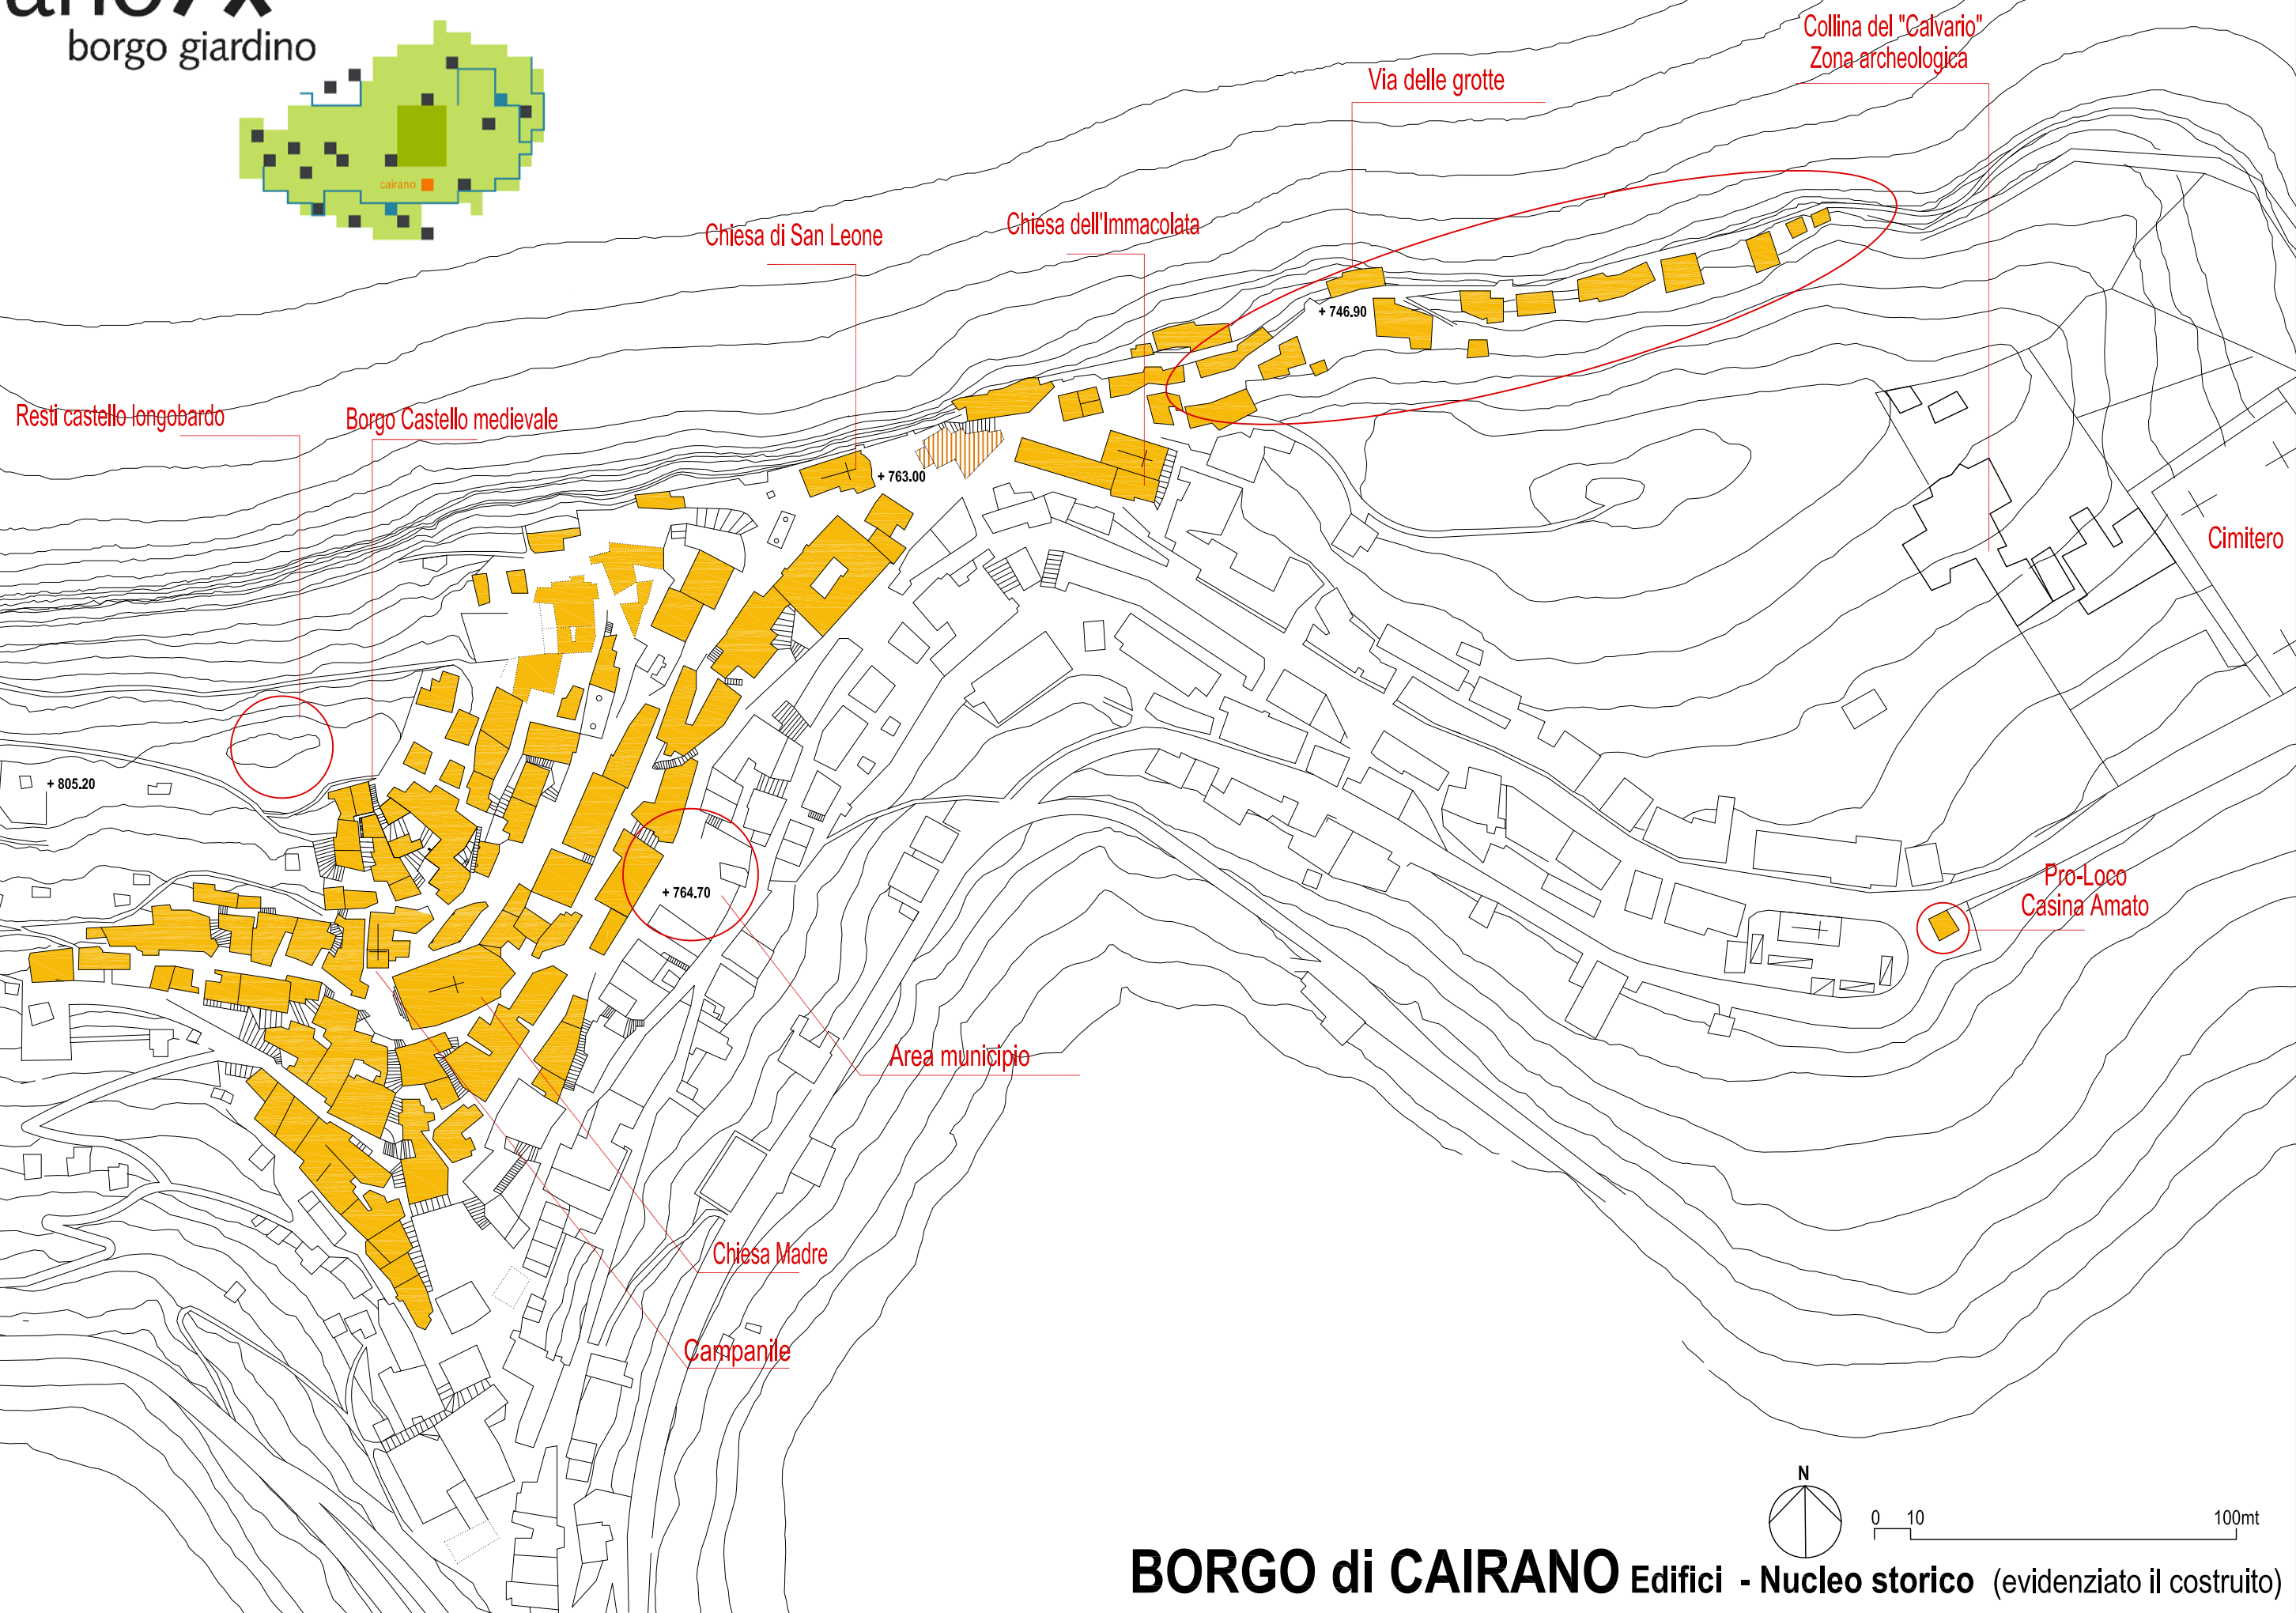 borgo giardino
cairano
Collina del "Calvario"
Zona archeologica
Via delle grotte
Chiesa di San Leone
Chiesa dell'Immacolata
+ 746.90
Resti castello longobardo
Borgo Castello medievale
+ 763.00
Cimitero
+ 805.20
+ 764.70
Pro-Loco
Casina Amato
Area municipio
Chiesa Madre
Campanile
N
0 10 100mt
BORGO di CAIRANO Edifici - Nucleo storico (evidenziato il costruito)